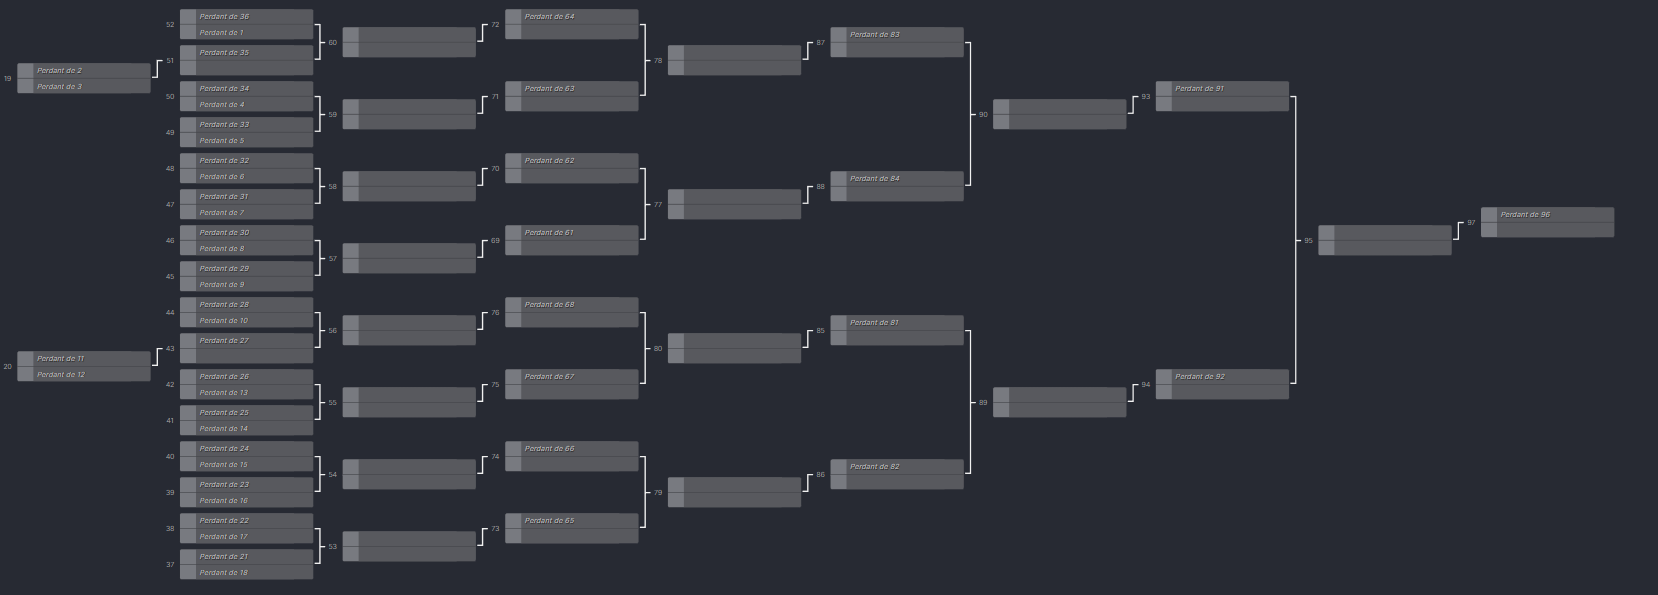 19
Perdant de 2
Perdant de 3
20
Perdant de 11
Perdant de 12
52
Perdant de 36
Perdant de 1
51
Perdant de 35
50
Perdant de 34
Perdant de 4
49
Perdant de 33
Perdant de 5
48
Perdant de 32
Perdant de 6
47
Perdant de 31
Perdant de 7
46
Perdant de 30
Perdant de 8
45
Perdant de 29
Perdant de 9
44
Perdant de 28
Perdant de 10
43
Perdant de 27
42
Perdant de 26
Perdant de 13
41
Perdant de 25
Perdant de 14
40
Perdant de 24
Perdant de 15
39
Perdant de 23
Perdant de 16
38
Perdant de 22
Perdant de 17
37
Perdant de 21
Perdant de 18
60
59
58
57
56
55
54
53
72
Perdant de 64
71
Perdant de 63
70
Perdant de 62
69
Perdant de 61
76
Perdant de 68
75
Perdant de 67
74
Perdant de 66
73
Perdant de 65
78
77
80
79
87
Perdant de 83
88
Perdant de 84
85
Perdant de 81
86
Perdant de 82
90
89
93
Perdant de 91
94
Perdant de 92
95
97
Perdant de 96